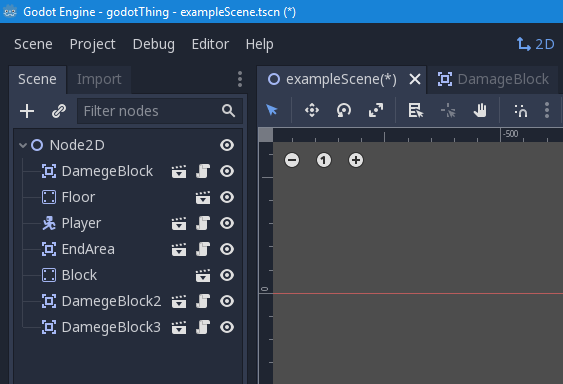 Godot Engine - godotThing - exampleScene.tscn (*)
Scene Project Debug Editor Help 2D
Scene Import exampleScene(*) DamageBlock
Filter nodes
-500
1
Node2D
DamegeBlock
Floor
Player
EndArea
Block
0
DamegeBlock2
DamegeBlock3